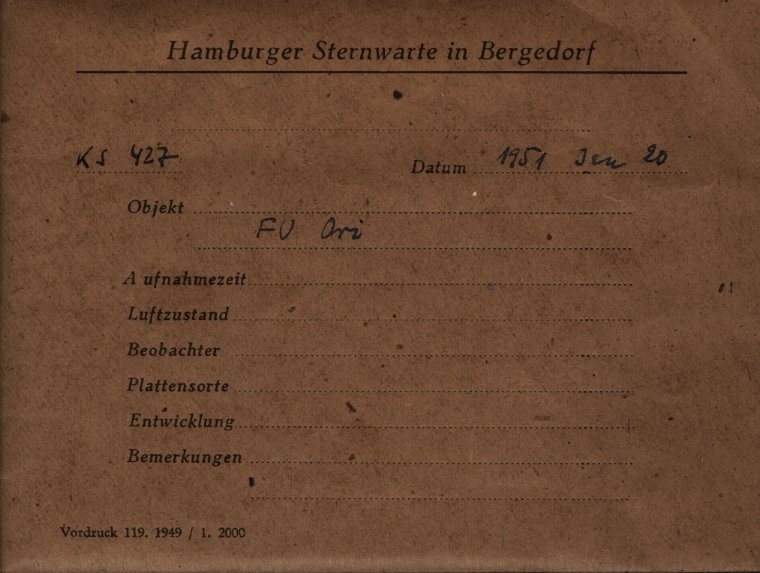 Hamburger Sternwarte in Bergedorf
KS 427 Datum 1951 Jan 20
Objekt
FU Ori
Aufnahmezeit
Luftzustand
Beobachter
Plattensorte
Entwicklung
Bemerkungen
Vordruck 119. 1949 / 1. 2000